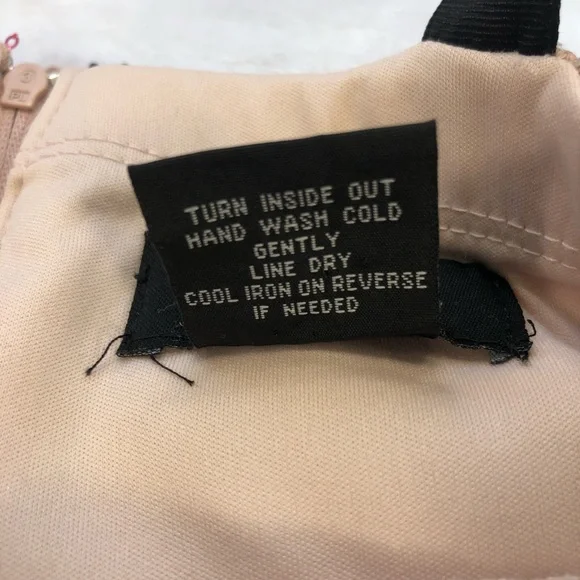 TURN INSIDE OUT
HAND WASH COLD
GENTLY
LINE DRY
COOL IRON ON REVERSE
IF NEEDED